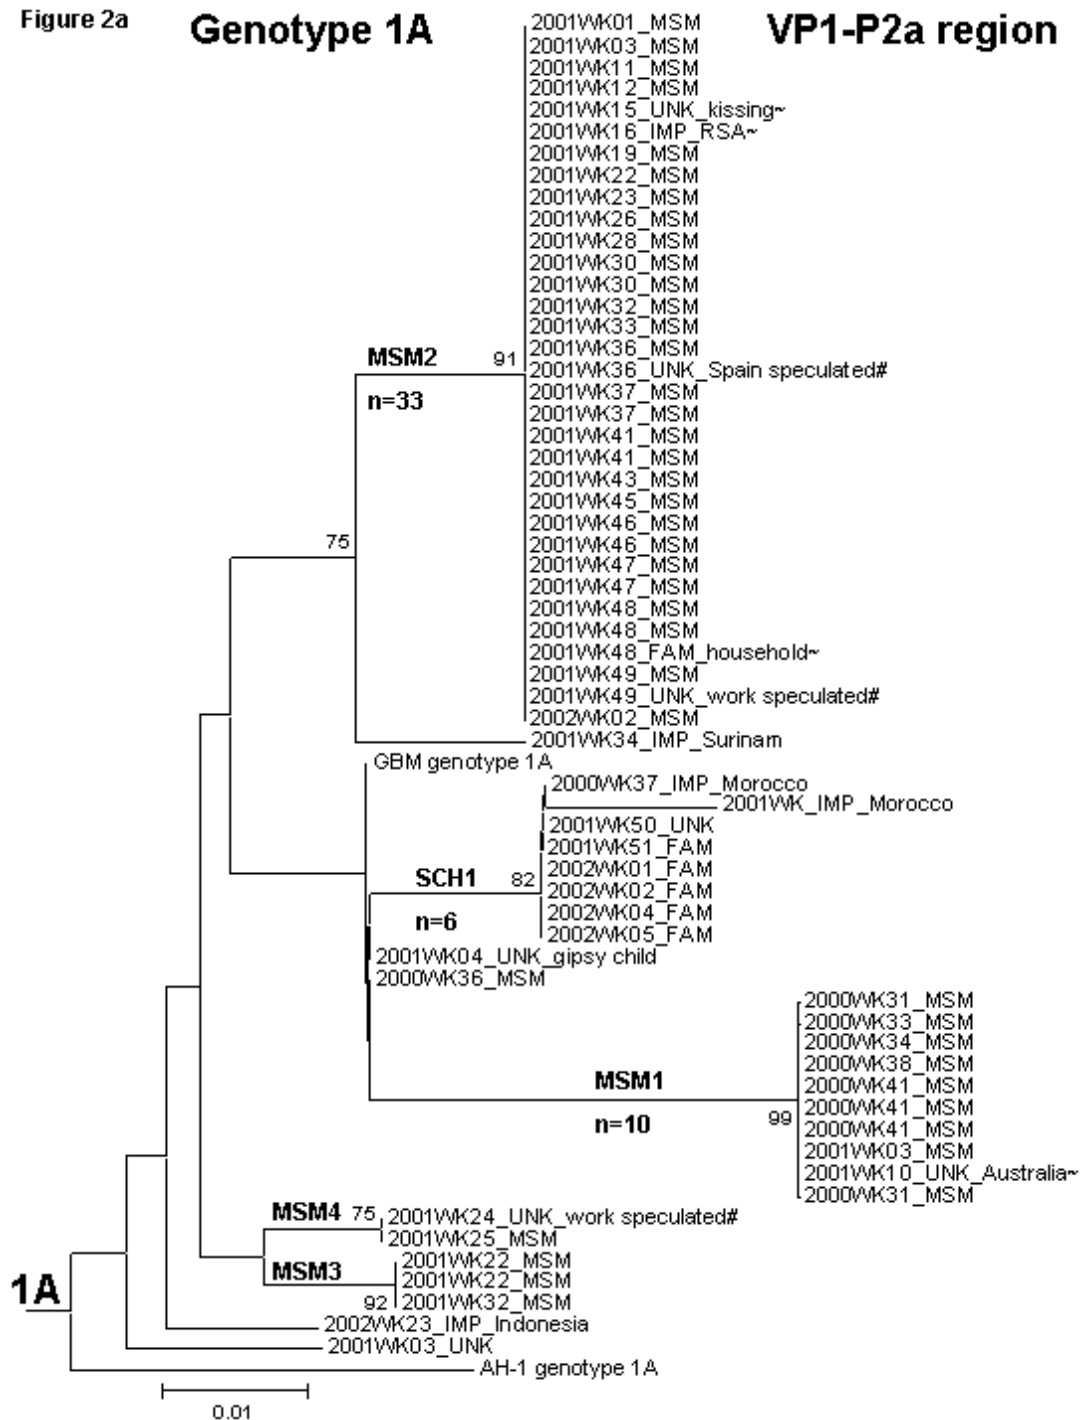 Figure 2a
Genotype 1A
VP1-P2a region
2001WK01_MSM
2001WK03_MSM
2001WK11_MSM
2001WK12_MSM
2001WK15_UNK_kissing~
2001WK16_IMP_RSA~
2001WK19_MSM
2001WK22_MSM
2001WK23_MSM
2001WK26_MSM
2001WK28_MSM
2001WK30_MSM
2001WK30_MSM
2001WK32_MSM
2001WK33_MSM
2001WK36_MSM
MSM2
91
2001WK36_UNK_Spain speculated#
2001WK37_MSM
n=33
2001WK37_MSM
2001WK41_MSM
2001WK41_MSM
2001WK43_MSM
2001WK45_MSM
2001WK46_MSM
2001WK46_MSM
75
2001WK47_MSM
2001WK47_MSM
2001WK48_MSM
2001WK48_MSM
2001WK48_FAM_household~
2001WK49_MSM
2001WK49_UNK_work speculated#
2002WK02_MSM
2001WK34_IMP_Surinam
GBM genotype 1A
2000WK37_IMP_Morocco
2001WK_IMP_Morocco
2001WK50_UNK
2001WK51_FAM
2002WK01_FAM
SCH1
82
2002WK02_FAM
2002WK04_FAM
n=6
2002WK05_FAM
2001WK04_UNK_gipsy child
2000WK36_MSM
2000WK31_MSM
2000WK33_MSM
2000WK34_MSM
2000WK38_MSM
MSM1
2000WK41_MSM
2000WK41_MSM
n=10
99
2000WK41_MSM
2001WK03_MSM
2001WK10_UNK_Australia~
2000WK31_MSM
MSM4
75
2001WK24_UNK_work speculated#
2001WK25_MSM
2001WK22_MSM
MSM3
2001WK22_MSM
92
2001WK32_MSM
1A
2002WK23_IMP_Indonesia
2001WK03_UNK
AH-1 genotype 1A
0.01